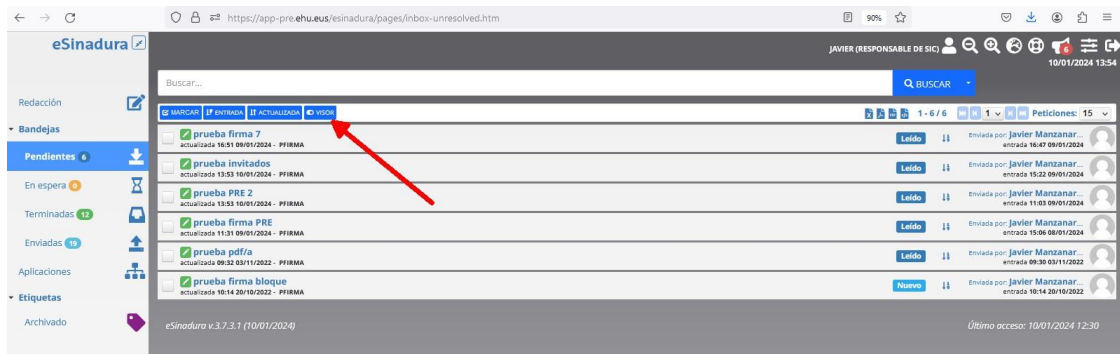 https://app-pre.ehu.eus/esinadura/pages/inbox-unresolved.htm
90%
eSinadura
JAVIER (RESPONSABLE DE SIC)
6
10/01/2024 13:54
Buscar...
BUSCAR
Redacción
Bandejas
Pendientes 6
En espera 0
Terminadas 12
Enviadas 19
Aplicaciones
Etiquetas
Archivado
MARCAR ENTRADA ACTUALIZADA VISOR
1 - 6 / 6 1 Peticiones: 15
prueba firma 7
actualizada 16:51 09/01/2024 - PFIRMA
Leído
Enviada por: Javier Manzanar...
entrada 16:47 09/01/2024
prueba invitados
actualizada 13:53 10/01/2024 - PFIRMA
Leído
Enviada por: Javier Manzanar...
entrada 15:22 09/01/2024
prueba PRE 2
actualizada 13:53 10/01/2024 - PFIRMA
Leído
Enviada por: Javier Manzanar...
entrada 11:03 09/01/2024
prueba firma PRE
actualizada 11:31 09/01/2024 - PFIRMA
Leído
Enviada por: Javier Manzanar...
entrada 15:06 08/01/2024
prueba pdf/a
actualizada 09:32 03/11/2022 - PFIRMA
Leído
Enviada por: Javier Manzanar...
entrada 09:30 03/11/2022
prueba firma bloque
actualizada 10:14 20/10/2022 - PFIRMA
Nuevo
Enviada por: Javier Manzanar...
entrada 10:14 20/10/2022
eSinadura v.3.7.3.1 (10/01/2024)
Último acceso: 10/01/2024 12:30